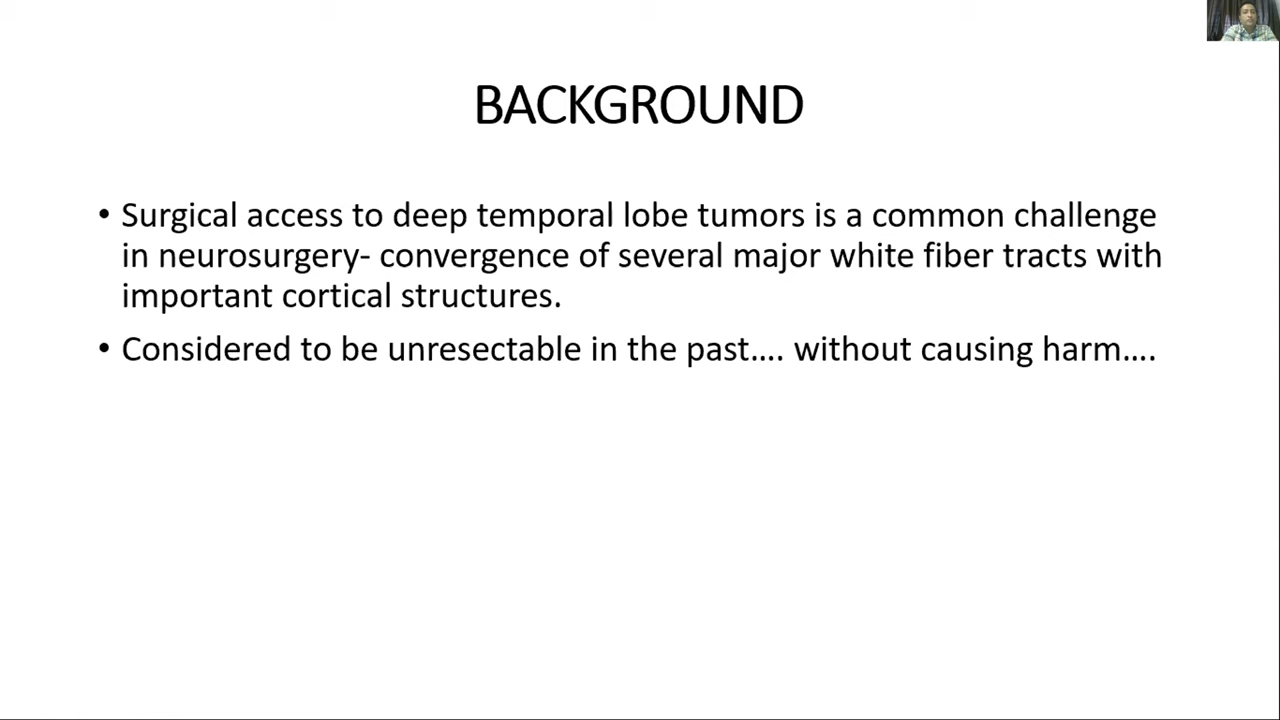 BACKGROUND
• Surgical access to deep temporal lobe tumors is a common challenge
in neurosurgery- convergence of several major white fiber tracts with
important cortical structures.
• Considered to be unresectable in the past…. without causing harm….